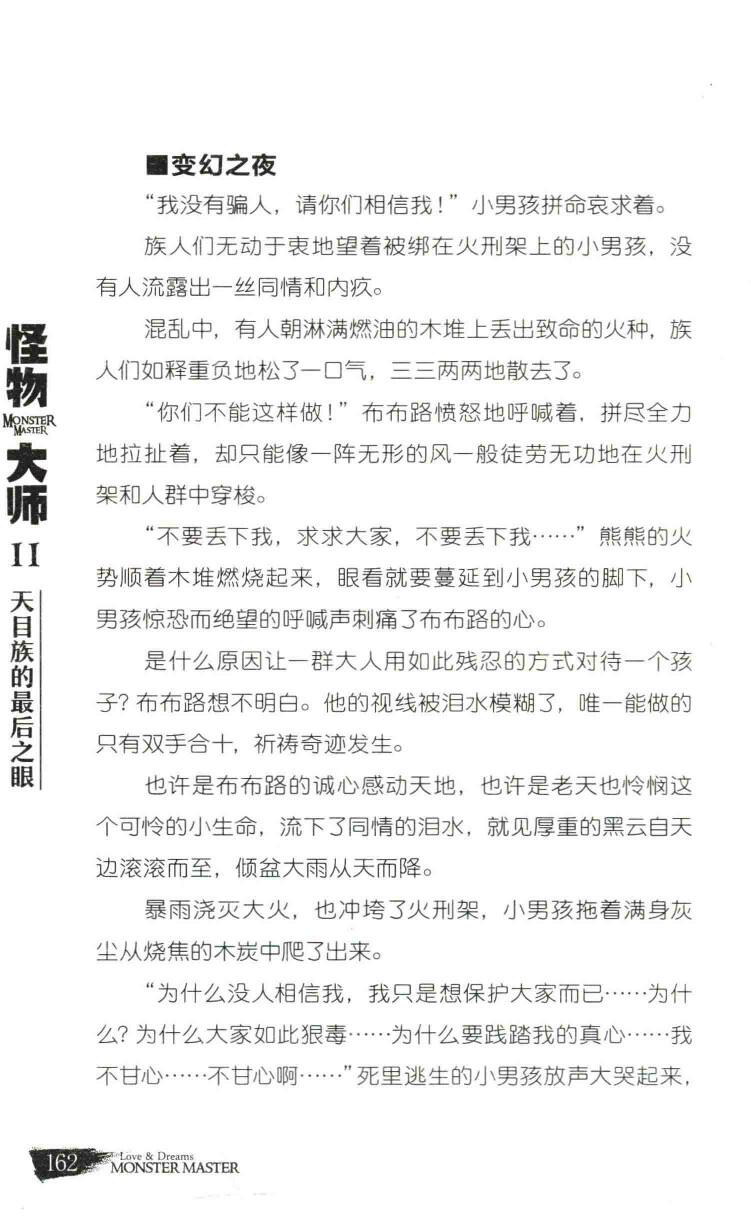 ■变幻之夜
“我没有骗人，请你们相信我！”小男孩拼命哀求着。
族人们无动于衷地望着被绑在火刑架上的小男孩，没
有人流露出一丝同情和内疚。
混乱中，有人朝淋满燃油的木堆上丢出致命的火种，族
人们如释重负地松了一口气，三三两两地散去了。
“你们不能这样做！”布布路愤怒地呼喊着，拼尽全力
地拉扯着，却只能像一阵无形的风一般徒劳无功地在火刑
架和人群中穿梭。
“不要丢下我，求求大家，不要丢下我……”熊熊的火
势顺着木堆燃烧起来，眼看就要蔓延到小男孩的脚下，小
男孩惊恐而绝望的呼喊声刺痛了布布路的心。
是什么原因让一群大人用如此残忍的方式对待一个孩
子？布布路想不明白。他的视线被泪水模糊了，唯一能做的
只有双手合十，祈祷奇迹发生。
也许是布布路的诚心感动天地，也许是老天也怜悯这
个可怜的小生命，流下了同情的泪水，就见厚重的黑云自天
边滚滚而至，倾盆大雨从天而降。
暴雨浇灭大火，也冲垮了火刑架，小男孩拖着满身灰
尘从烧焦的木炭中爬了出来。
“为什么没人相信我，我只是想保护大家而已……为什
么？为什么大家如此狠毒……为什么要践踏我的真心……我
不甘心……不甘心啊……”死里逃生的小男孩放声大哭起来，
怪物
MONSTER
MASTER
大师
11
天目族的最后之眼
162
Love & Dreams
MONSTER MASTER